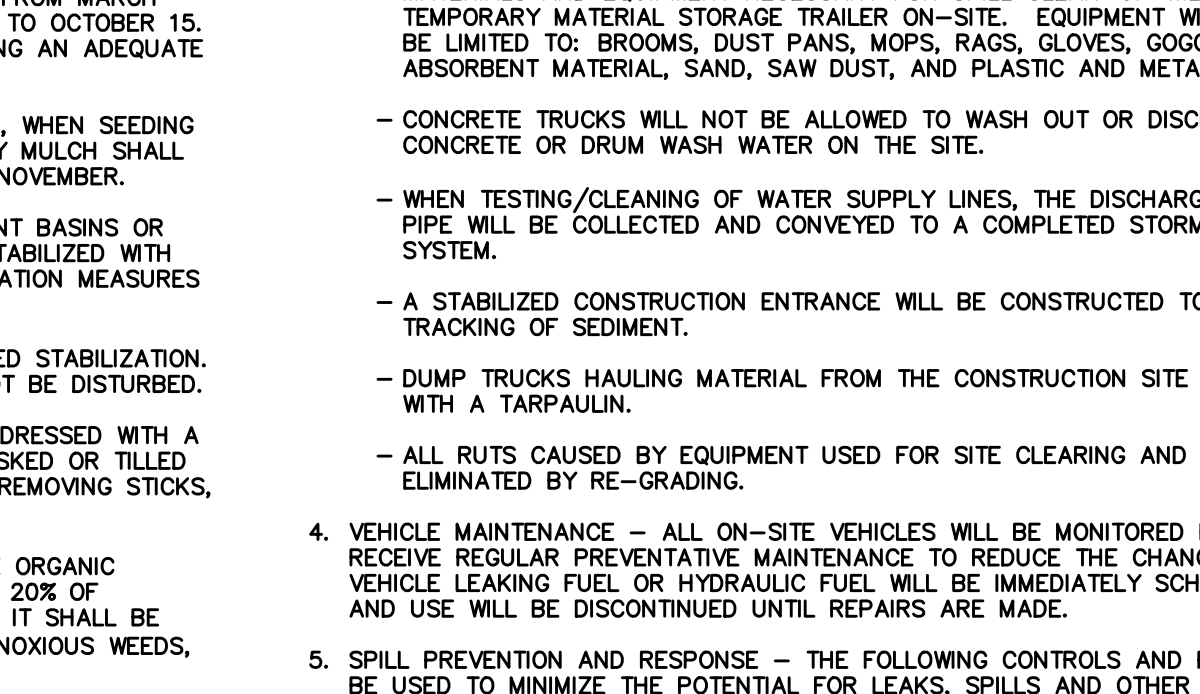 FROM MARCH
TO OCTOBER 15.
AN ADEQUATE
, WHEN SEEDING
MULCH SHALL
NOVEMBER.
BASINS OR
WITH
MEASURES
STABILIZATION.
BE DISTURBED.
DRESSED WITH A
OR TILLED
REMOVING STICKS,
ORGANIC
20% OF
IT SHALL BE
NOXIOUS WEEDS,
MATERIALS AND EQUIPMENT NECESSARY FOR SPILL
TEMPORARY MATERIAL STORAGE TRAILER ON-SITE. EQUIPMENT
BE LIMITED TO: BROOMS, DUST PANS, MOPS, RAGS, GLOVES,
ABSORBENT MATERIAL, SAND, SAW DUST, AND PLASTIC AND
- CONCRETE TRUCKS WILL NOT BE ALLOWED TO WASH OUT OR
CONCRETE OR DRUM WASH WATER ON THE SITE.
- WHEN TESTING/CLEANING OF WATER SUPPLY LINES, THE
PIPE WILL BE COLLECTED AND CONVEYED TO A COMPLETED STORM
SYSTEM.
- A STABILIZED CONSTRUCTION ENTRANCE WILL BE CONSTRUCTED TO
TRACKING OF SEDIMENT.
- DUMP TRUCKS HAULING MATERIAL FROM THE CONSTRUCTION SITE
WITH A TARPAULIN.
- ALL RUTS CAUSED BY EQUIPMENT USED FOR SITE CLEARING AND
ELIMINATED BY RE-GRADING.
4. VEHICLE MAINTENANCE - ALL ON-SITE VEHICLES WILL BE MONITORED
RECEIVE REGULAR PREVENTATIVE MAINTENANCE TO REDUCE THE
VEHICLE LEAKING FUEL OR HYDRAULIC FUEL WILL BE IMMEDIATELY
AND USE WILL BE DISCONTINUED UNTIL REPAIRS ARE MADE.
5. SPILL PREVENTION AND RESPONSE - THE FOLLOWING CONTROLS AND
BE USED TO MINIMIZE THE POTENTIAL FOR LEAKS, SPILLS AND OTHER